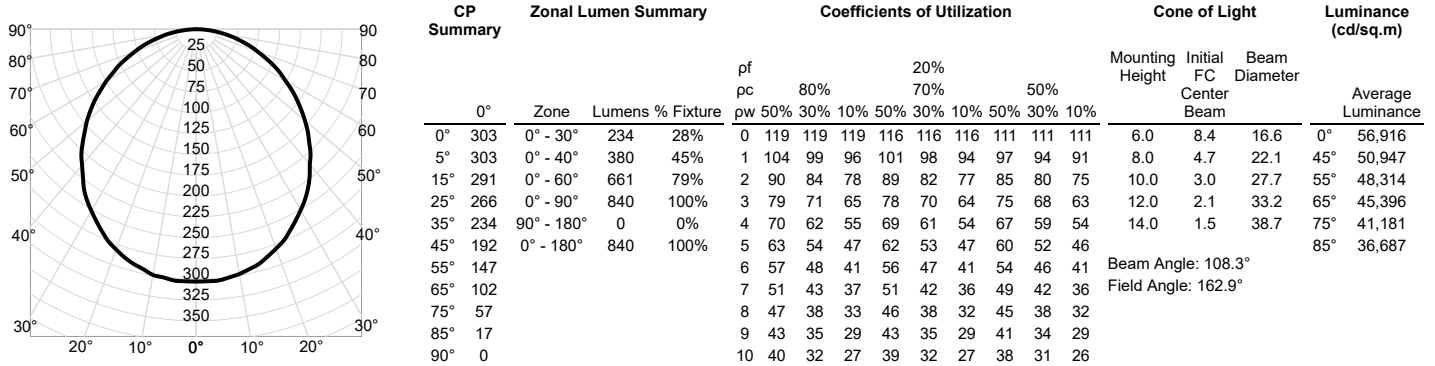 90° 90
80° 80
70° 70
60° 60
50° 50°
40° 40°
30° 30°
20° 10° 0° 10° 20°
25
50
75
100
125
150
175
200
225
250
275
300
325
350
CP Summary
0°
0° 303
5° 303
15° 291
25° 266
35° 234
45° 192
55° 147
65° 102
75° 57
85° 17
90° 0
Zonal Lumen Summary
Zone Lumens % Fixture
0° - 30° 234 28%
0° - 40° 380 45%
0° - 60° 661 79%
0° - 90° 840 100%
90° - 180° 0 0%
0° - 180° 840 100%
Coefficients of Utilization
ρf 20%
ρc 80% 70% 50%
ρw 50% 30% 10% 50% 30% 10% 50% 30% 10%
0 119 119 119 116 116 116 111 111 111
1 104 99 96 101 98 94 97 94 91
2 90 84 78 89 82 77 85 80 75
3 79 71 65 78 70 64 75 68 63
4 70 62 55 69 61 54 67 59 54
5 63 54 47 62 53 47 60 52 46
6 57 48 41 56 47 41 54 46 41
7 51 43 37 51 42 36 49 42 36
8 47 38 33 46 38 32 45 38 32
9 43 35 29 43 35 29 41 34 29
10 40 32 27 39 32 27 38 31 26
Cone of Light
Mounting Height Initial FC Center Beam Beam Diameter
6.0 8.4 16.6
8.0 4.7 22.1
10.0 3.0 27.7
12.0 2.1 33.2
14.0 1.5 38.7
Beam Angle: 108.3°
Field Angle: 162.9°
Luminance
(cd/sq.m)
Average
Luminance
0° 56,916
45° 50,947
55° 48,314
65° 45,396
75° 41,181
85° 36,687